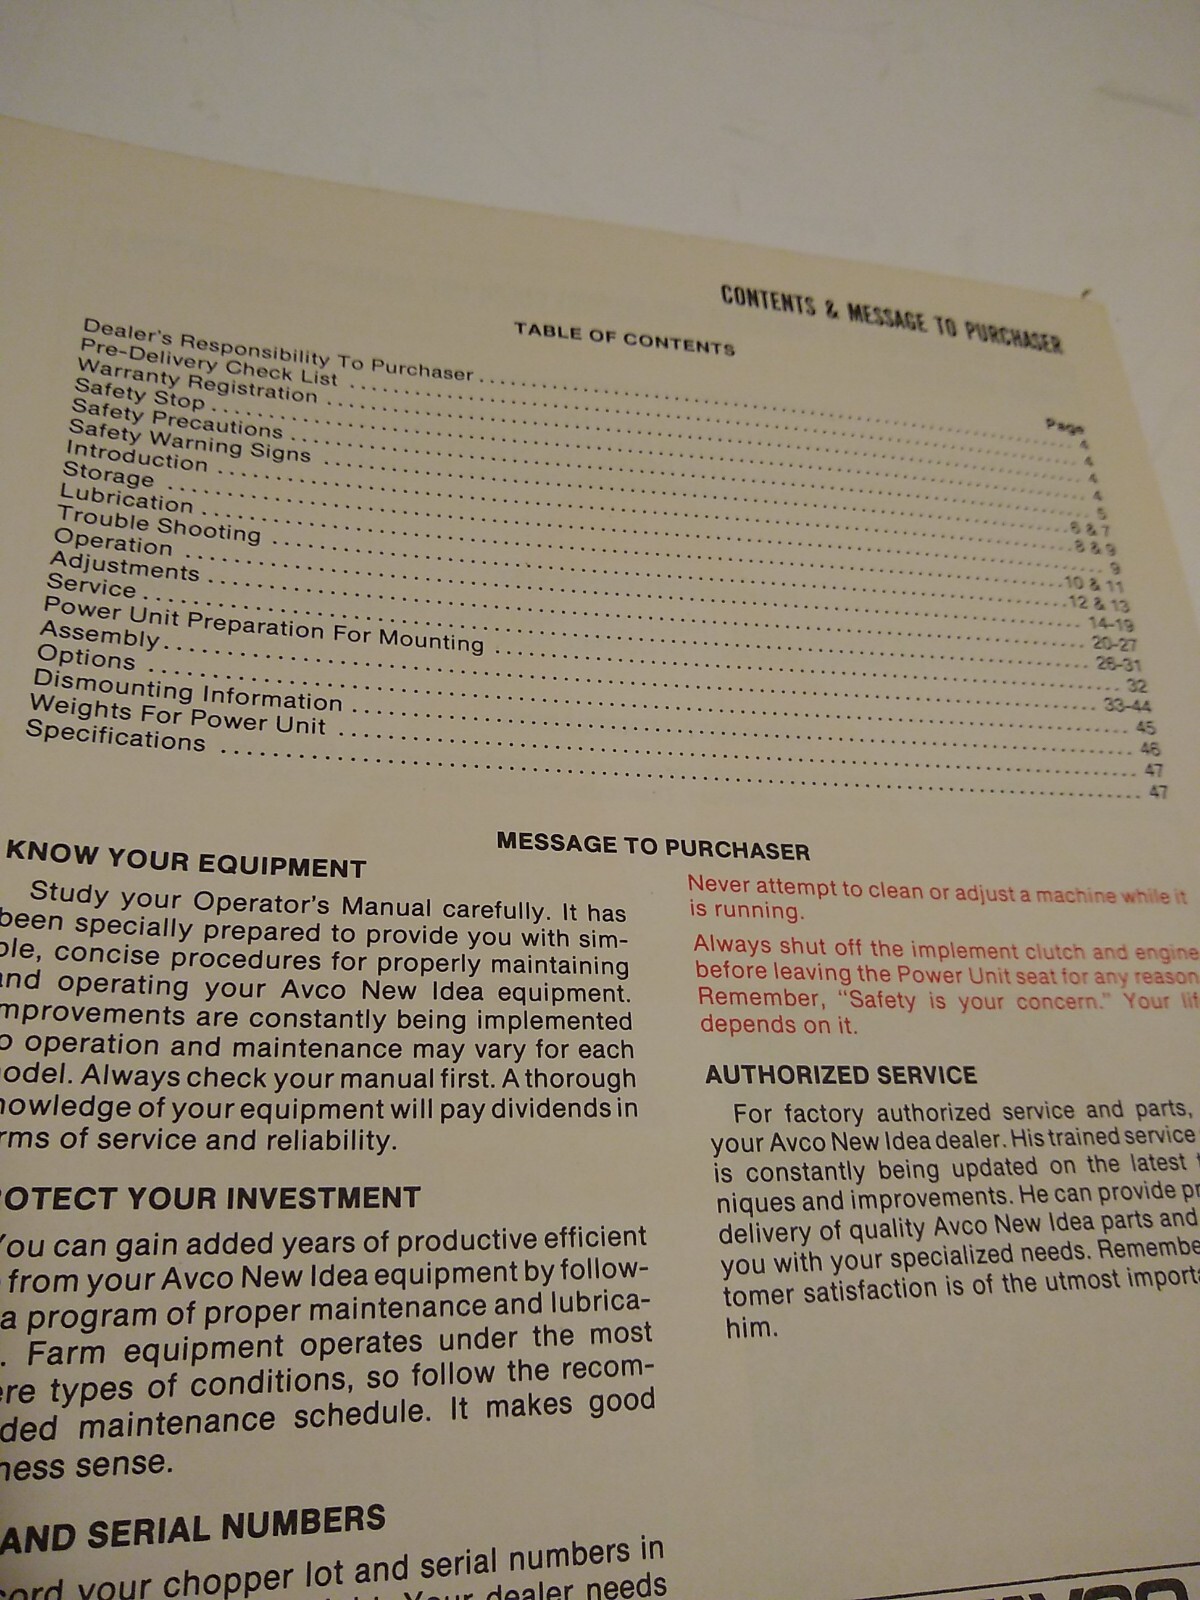 CONTENTS & MESSAGE TO PURCHASER
TABLE OF CONTENTS
Page
Dealer's Responsibility To Purchaser 4
Pre-Delivery Check List 4
Warranty Registration 4
Safety Stop 4
Safety Precautions 5
Safety Warning Signs 6 & 7
Introduction 8 & 9
Storage 9
Lubrication 10 & 11
Trouble Shooting 12 & 13
Operation 14-19
Adjustments 20-27
Service 28-31
Power Unit Preparation For Mounting 32
Assembly 33-44
Options 45
Dismounting Information 46
Weights For Power Unit 47
Specifications 47
MESSAGE TO PURCHASER
KNOW YOUR EQUIPMENT
Study your Operator's Manual carefully. It has
been specially prepared to provide you with sim-
ple, concise procedures for properly maintaining
and operating your Avco New Idea equipment.
mprovements are constantly being implemented
o operation and maintenance may vary for each
odel. Always check your manual first. A thorough
nowledge of your equipment will pay dividends in
rms of service and reliability.
OTECT YOUR INVESTMENT
You can gain added years of productive efficient
from your Avco New Idea equipment by follow-
a program of proper maintenance and lubrica-
. Farm equipment operates under the most
ere types of conditions, so follow the recom-
ded maintenance schedule. It makes good
ness sense.
AND SERIAL NUMBERS
cord your chopper lot and serial numbers in
Your dealer needs
Never attempt to clean or adjust a machine while it
is running.
Always shut off the implement clutch and engine
before leaving the Power Unit seat for any reason
Remember, "Safety is your concern." Your lif
depends on it.
AUTHORIZED SERVICE
For factory authorized service and parts,
your Avco New Idea dealer. His trained service
is constantly being updated on the latest t
niques and improvements. He can provide pr
delivery of quality Avco New Idea parts and
you with your specialized needs. Remembe
tomer satisfaction is of the utmost importa
him.